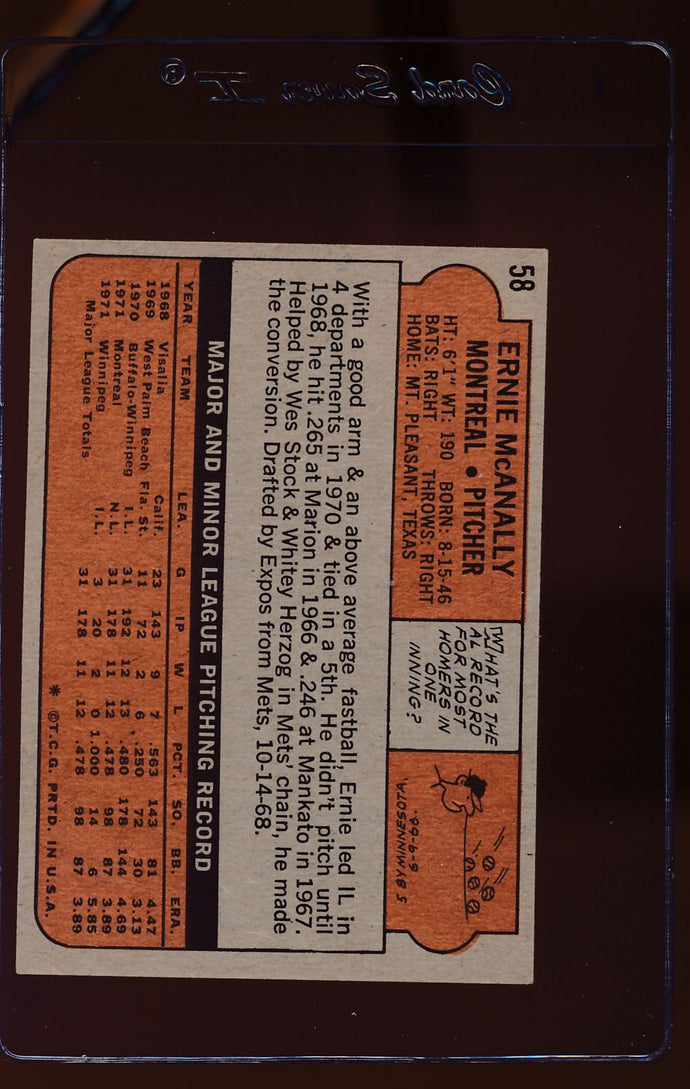 Card Saver II ®
58
ERNIE McANALLY
MONTREAL • PITCHER
HT: 6'1" WT: 190 BORN: 8-15-46
BATS: RIGHT THROWS: RIGHT
HOME: MT. PLEASANT, TEXAS
WHAT'S THE
AL RECORD
FOR MOST
HOMERS IN
ONE
INNING?
5 BY MINNESOTA,
6-9-66.
With a good arm & an above average fastball, Ernie led IL in
4 departments in 1970 & tied in a 5th. He didn't pitch until
1968, he hit .265 at Marion in 1966 & .246 at Mankato in 1967.
Helped by Wes Stock & Whitey Herzog in Mets' chain, he made
the conversion. Drafted by Expos from Mets, 10-14-68.
MAJOR AND MINOR LEAGUE PITCHING RECORD
YEAR TEAM LEA. G IP W L PCT. SO. BB. ERA.
1968 Visalia Calif. 23 143 9 7 .563 143 81 4.47
1969 West Palm Beach Fla. St. 11 72 2 6 .250 72 30 3.13
1970 Buffalo-Winnipeg I.L. 31 192 12 13 .480 178 144 4.69
1971 Montreal N.L. 31 178 11 12 .478 98 87 3.89
1971 Winnipeg I.L. 3 20 2 0 1.000 14 6 5.85
Major League Totals 31 178 11 12 .478 98 87 3.89
* ©T.C.G. PRTD. IN U.S.A.